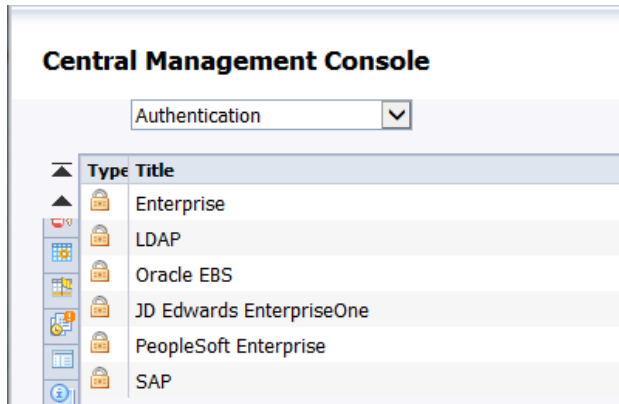 Central Management Console
Authentication
Type Title
Enterprise
LDAP
Oracle EBS
JD Edwards EnterpriseOne
PeopleSoft Enterprise
SAP